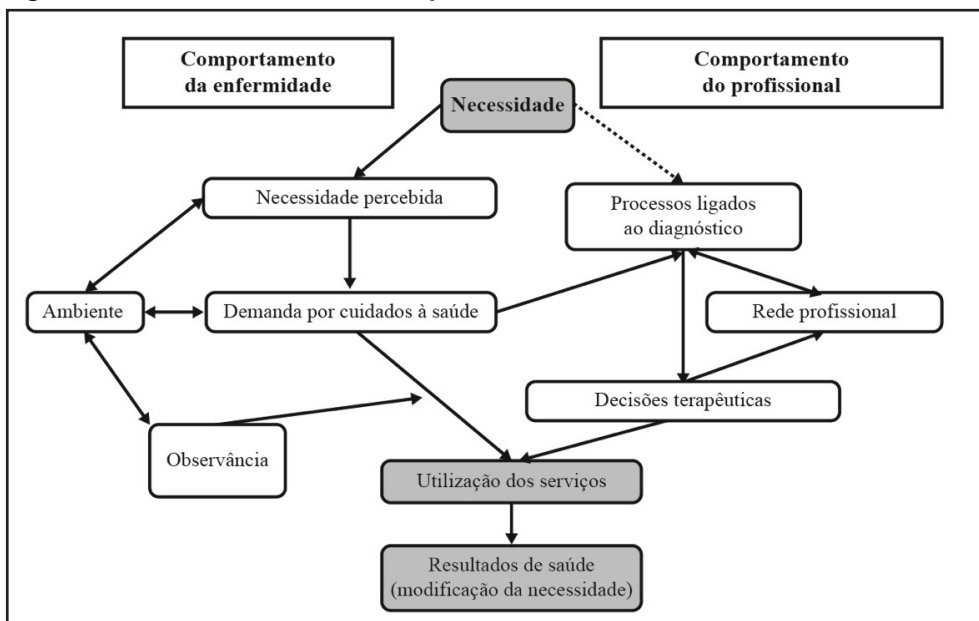 Comportamento
da enfermidade
Comportamento
do profissional
Necessidade
Necessidade percebida
Processos ligados
ao diagnóstico
Ambiente
Demanda por cuidados à saúde
Rede profissional
Decisões terapêuticas
Observância
Utilização dos serviços
Resultados de saúde
(modificação da necessidade)